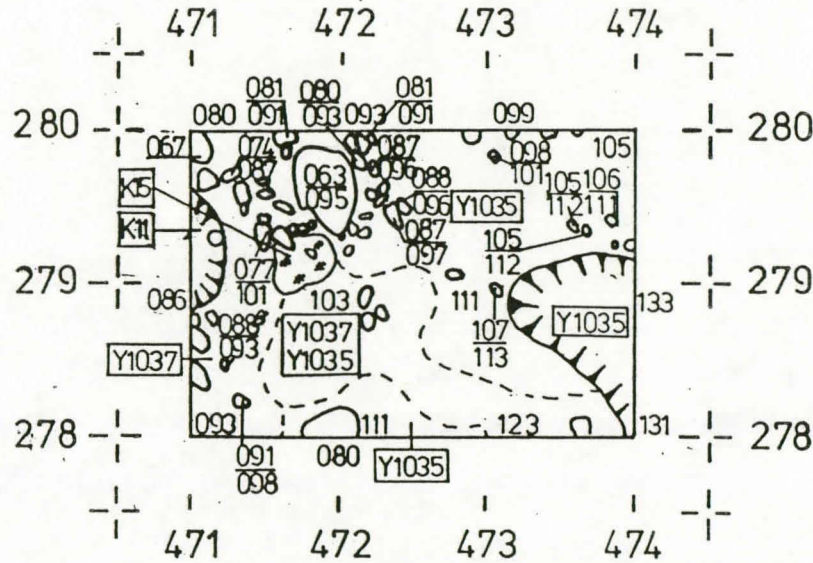 471 472 473 474
081 080 081
080 091 093 093 091 099
280 280
067 074 087 098 105
087 096 101
K15 063 088 105 106
095 096 Y1035 112 111
K11 087 105
097 112
279 077 279
101
086 103 111 133
088 Y1037 107 Y1035
093 Y1035 113
Y1037
093 111 123 131
278 278
091 080 Y1035
098
471 472 473 474